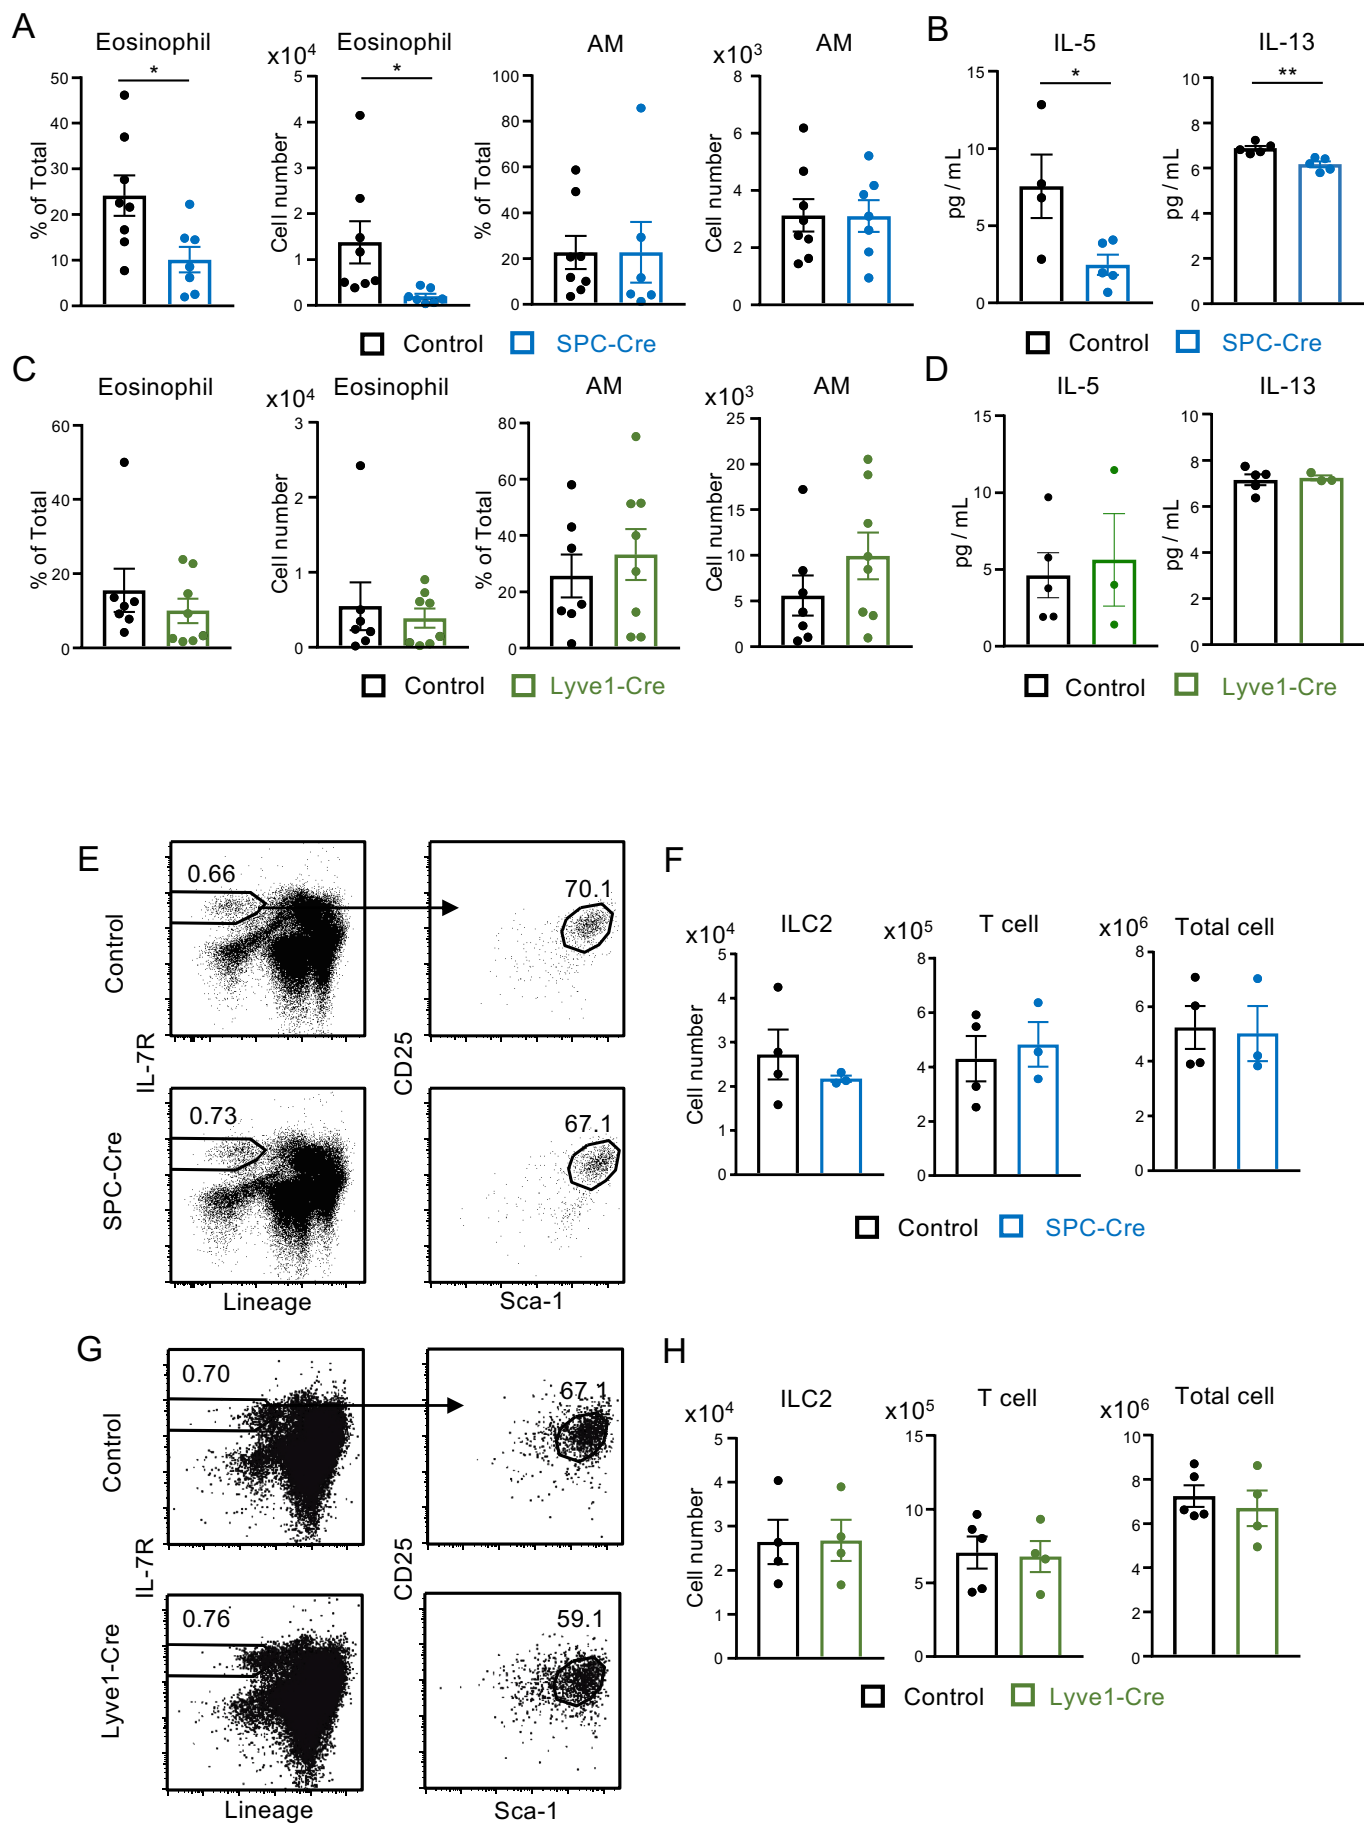 A
Eosinophil
% of Total
50
40
30
20
10
0
*
x10⁴
Eosinophil
Cell number
5
4
3
2
1
0
*
AM
% of Total
100
80
60
40
20
0
x10³
AM
Cell number
8
6
4
2
0
Control SPC-Cre
B
IL-5
pg / mL
15
10
5
0
*
IL-13
pg / mL
10
8
6
4
2
0
**
Control SPC-Cre
C
Eosinophil
% of Total
60
40
20
0
x10⁴
Eosinophil
Cell number
3
2
1
0
AM
% of Total
80
60
40
20
0
x10³
AM
Cell number
25
20
15
10
5
0
Control Lyve1-Cre
D
IL-5
pg / mL
15
10
5
0
IL-13
pg / mL
10
8
6
4
2
0
Control Lyve1-Cre
E
Control
0.66
70.1
IL-7R
CD25
SPC-Cre
0.73
67.1
Lineage
Sca-1
F
x10⁴
ILC2
Cell number
5
4
3
2
1
0
x10⁵
T cell
8
6
4
2
0
x10⁶
Total cell
8
6
4
2
0
Control SPC-Cre
G
Control
0.70
67.1
IL-7R
CD25
Lyve1-Cre
0.76
59.1
Lineage
Sca-1
H
x10⁴
ILC2
Cell number
5
4
3
2
1
0
x10⁵
T cell
15
10
5
0
x10⁶
Total cell
10
8
6
4
2
0
Control Lyve1-Cre